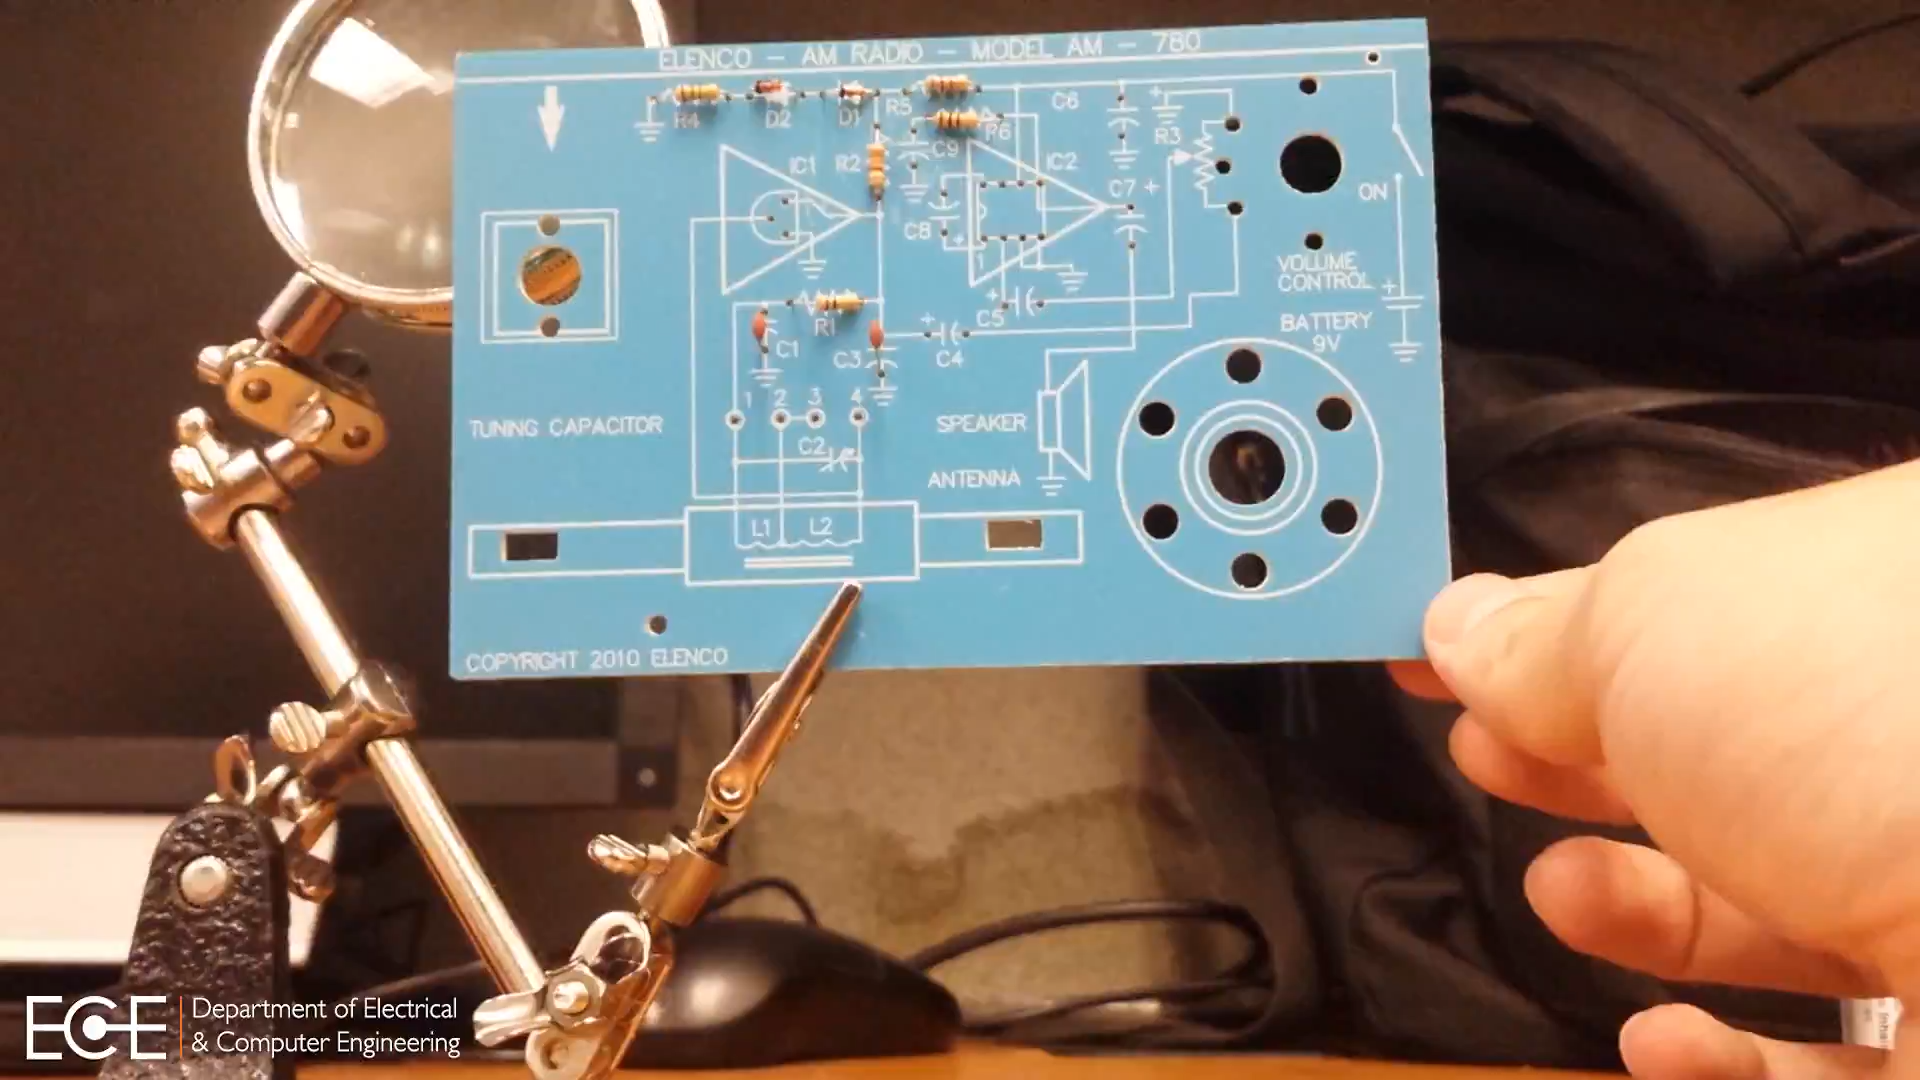 ELENCO - AM RADIO - MODEL AM - 780
R4
D2
D1
R5
C6
+
R3
R6
IC1
R2
C9
IC2
C7 +
ON
C8
+
1
VOLUME
CONTROL
+
+
C5
R1
BATTERY
9V
C1
C3
+
C4
1 2 3 4
TUNING CAPACITOR
SPEAKER
C2
ANTENNA
L1 L2
COPYRIGHT 2010 ELENCO
ECE
Department of Electrical
& Computer Engineering